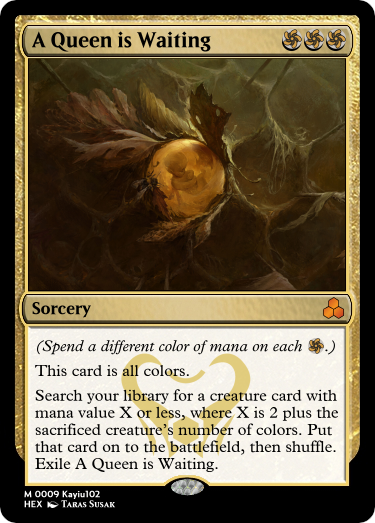 A Queen is Waiting
Sorcery
(Spend a different color of mana on each .)
This card is all colors.
Search your library for a creature card with
mana value X or less, where X is 2 plus the
sacrificed creature's number of colors. Put
that card on to the battlefield, then shuffle.
Exile A Queen is Waiting.
M 0009 Kayiu102
HEX Taras Susak